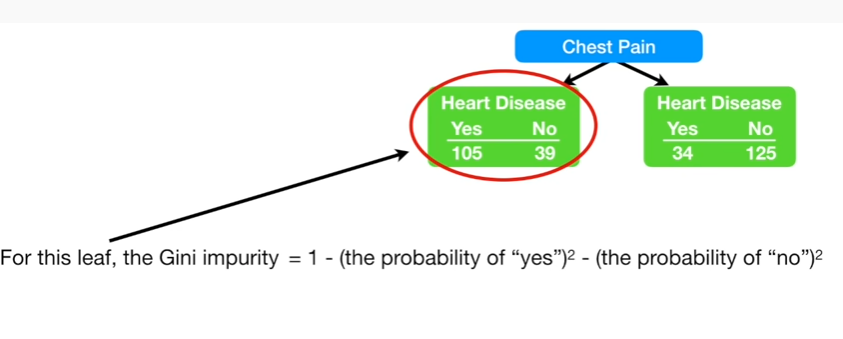 Chest Pain
Heart Disease
Yes No
105 39
Heart Disease
Yes No
34 125
For this leaf, the Gini impurity = 1 - (the probability of “yes”)² - (the probability of “no”)²